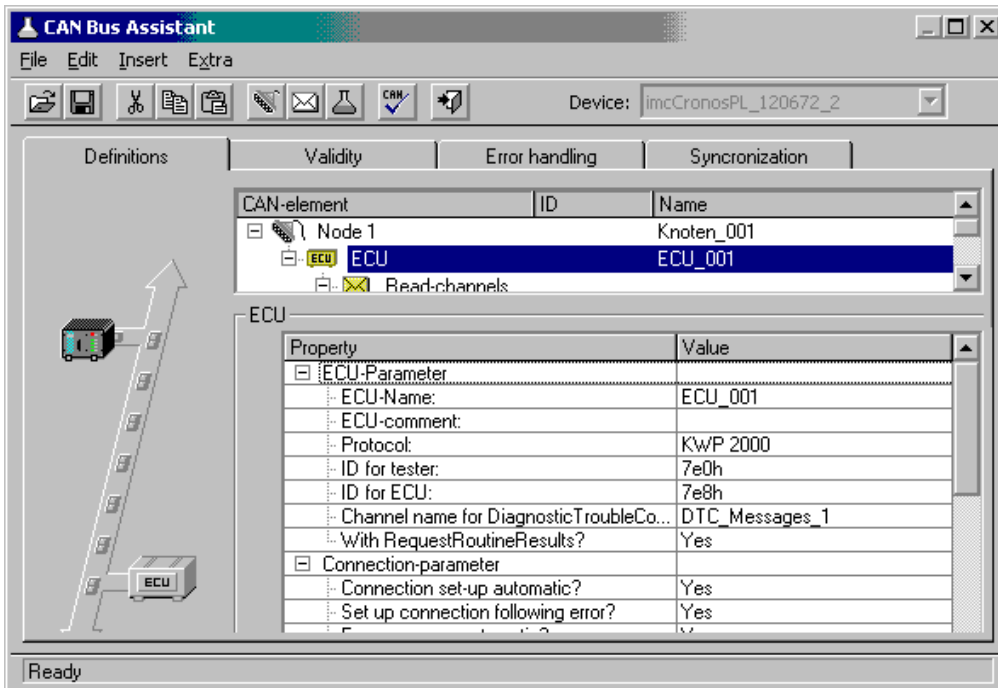 CAN Bus Assistant
File Edit Insert Extra
CAN Device: imcCronosPL_120672_2
Definitions Validity Error handling Syncronization
CAN-element ID Name
Node 1 Knoten_001
ECU ECU ECU_001
Read-channels
ECU
Property Value
ECU-Parameter
ECU-Name: ECU_001
ECU-comment:
Protocol: KWP 2000
ID for tester: 7e0h
ID for ECU: 7e8h
Channel name for DiagnosticTroubleCo... DTC_Messages_1
With RequestRoutineResults? Yes
Connection-parameter
Connection set-up automatic? Yes
ECU
Set up connection following error? Yes
Ready